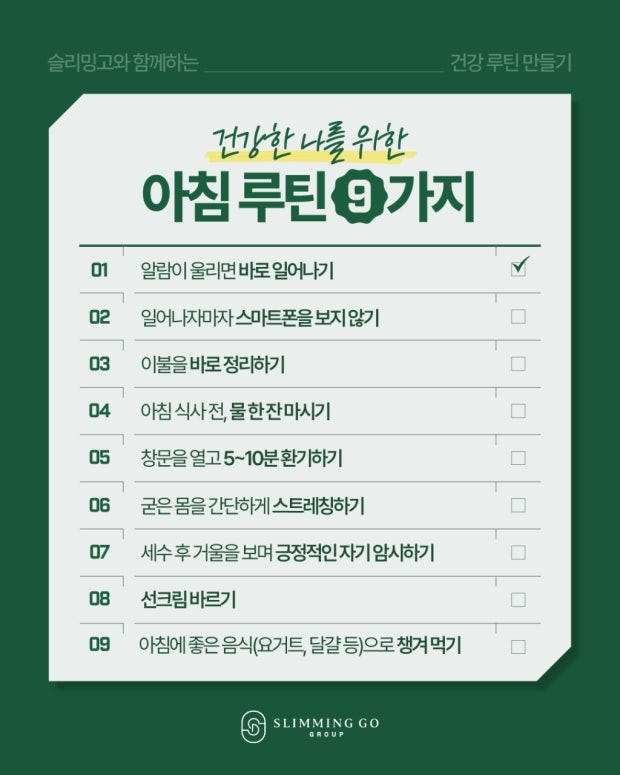 슬리밍고와 함께하는 건강 루틴 만들기
건강한 나를 위한
아침 루틴 9가지
01 알람이 울리면 바로 일어나기
02 일어나자마자 스마트폰을 보지 않기
03 이불을 바로 정리하기
04 아침 식사 전, 물 한 잔 마시기
05 창문을 열고 5~10분 환기하기
06 굳은 몸을 간단하게 스트레칭하기
07 세수 후 거울을 보며 긍정적인 자기 암시하기
08 선크림 바르기
09 아침에 좋은 음식(요거트, 달걀 등)으로 챙겨 먹기
SLIMMING GO
GROUP